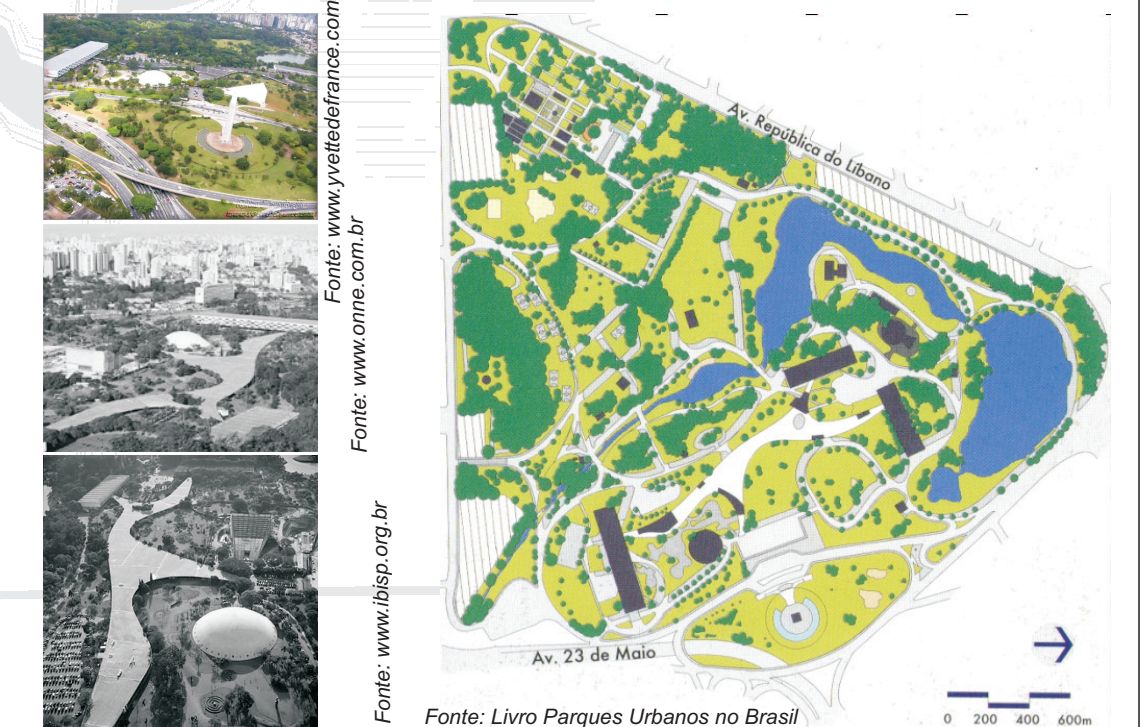 Fonte: www.yvettedefrance.com
Fonte: www.onne.com.br
Fonte: www.ibisp.org.br
Av. República do Líbano
Av. 23 de Maio
0 200 400 600m
Fonte: Livro Parques Urbanos no Brasil